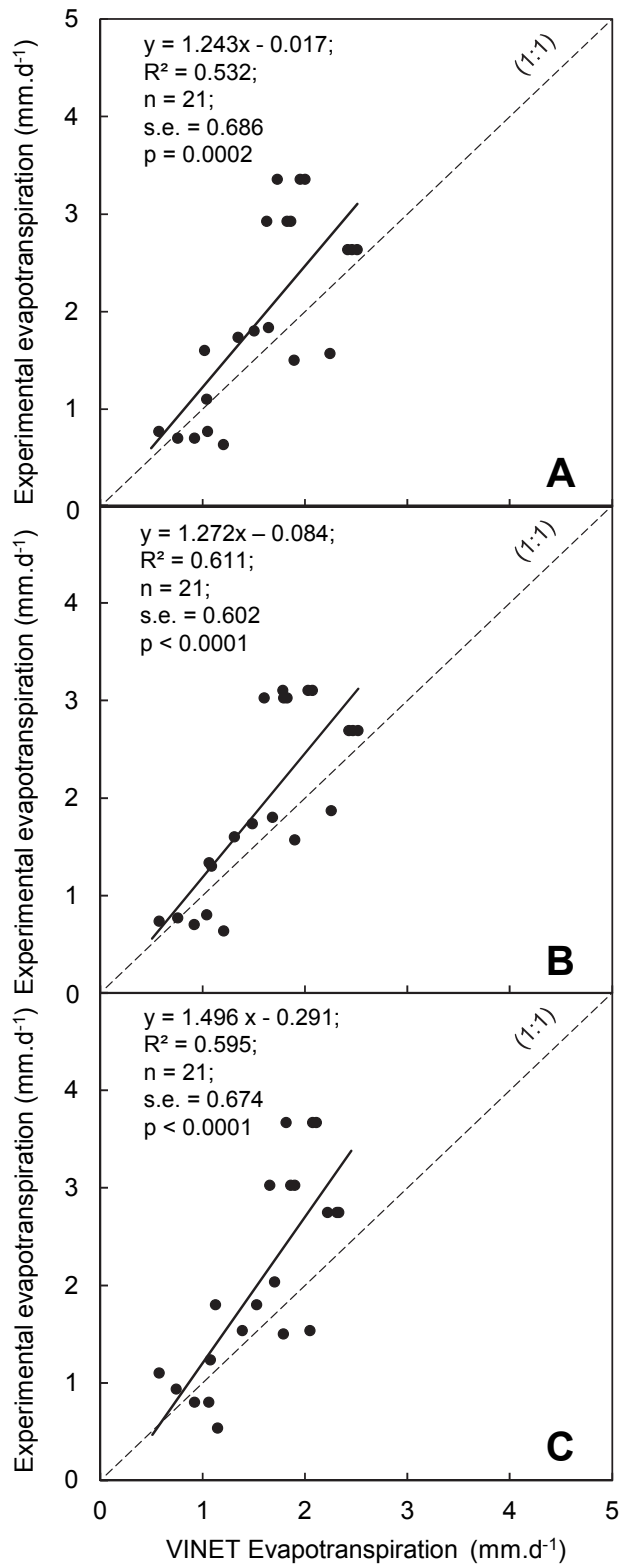 5
4
3
2
1
0
Experimental evapotranspiration (mm.d⁻¹)
y = 1.243x - 0.017;
R² = 0.532;
n = 21;
s.e. = 0.686
p = 0.0002
(1:1)
A
4
3
2
1
0
Experimental evapotranspiration (mm.d⁻¹)
y = 1.272x – 0.084;
R² = 0.611;
n = 21;
s.e. = 0.602
p < 0.0001
(1:1)
B
4
3
2
1
0
Experimental evapotranspiration (mm.d⁻¹)
y = 1.496 x - 0.291;
R² = 0.595;
n = 21;
s.e. = 0.674
p < 0.0001
(1:1)
C
0 1 2 3 4 5
VINET Evapotranspiration (mm.d⁻¹)